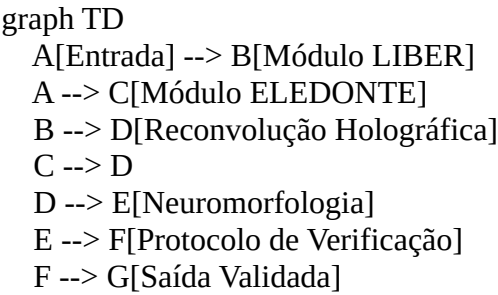 graph TD
A[Entrada] --> B[Módulo LIBER]
A --> C[Módulo ELEDONTE]
B --> D[Reconvolução Holográfica]
C --> D
D --> E[Neuromorfologia]
E --> F[Protocolo de Verificação]
F --> G[Saída Validada]